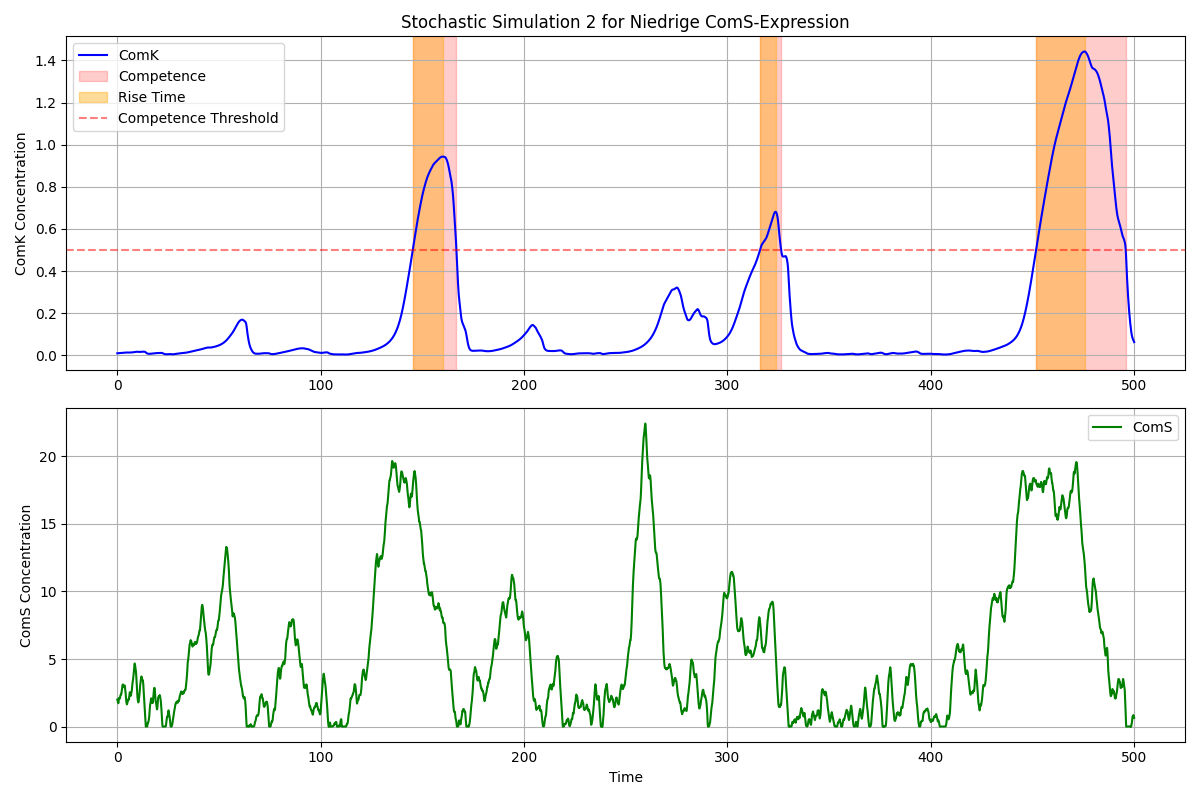 Stochastic Simulation 2 for Niedrige ComS-Expression
ComK Concentration
1.4
1.2
1.0
0.8
0.6
0.4
0.2
0.0
ComK
Competence
Rise Time
Competence Threshold
0 100 200 300 400 500
ComS Concentration
20
15
10
5
0
ComS
0 100 200 300 400 500
Time